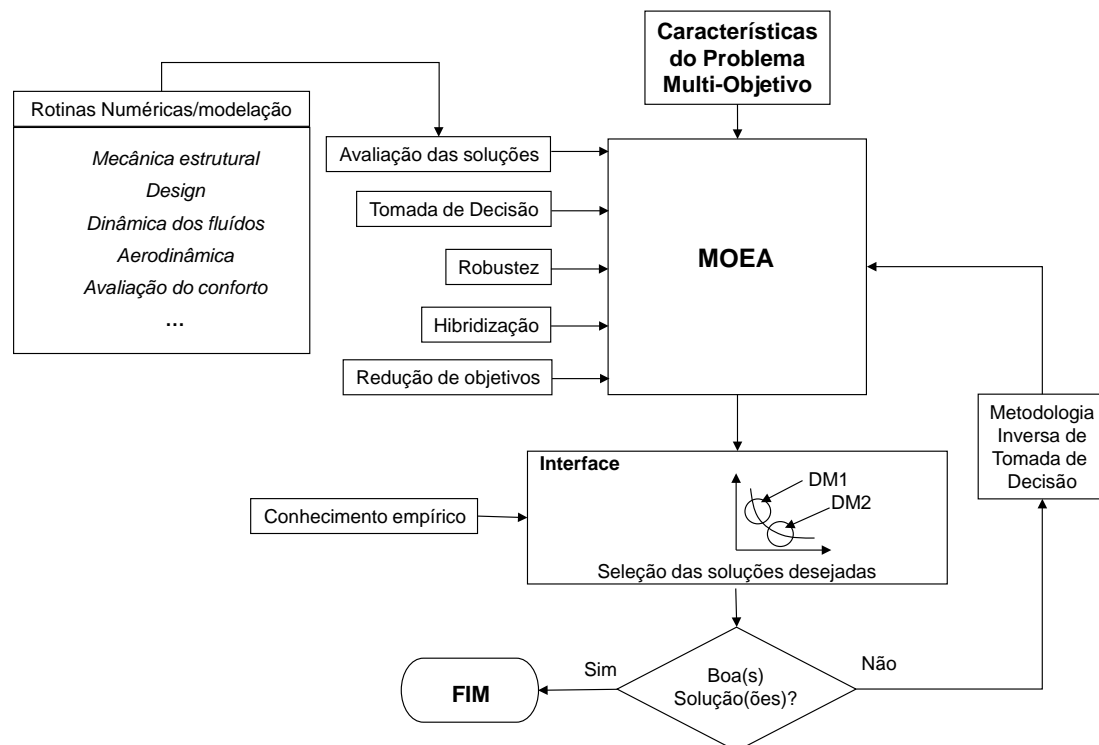 Características
do Problema
Multi-Objetivo
Rotinas Numéricas/modelação
Mecânica estrutural
Design
Dinâmica dos fluídos
Aerodinâmica
Avaliação do conforto
...
Avaliação das soluções
Tomada de Decisão
Robustez
Hibridização
Redução de objetivos
MOEA
Metodologia
Inversa de
Tomada de
Decisão
Interface
DM1
DM2
Seleção das soluções desejadas
Conhecimento empírico
Boa(s)
Solução(ões)?
Sim
Não
FIM